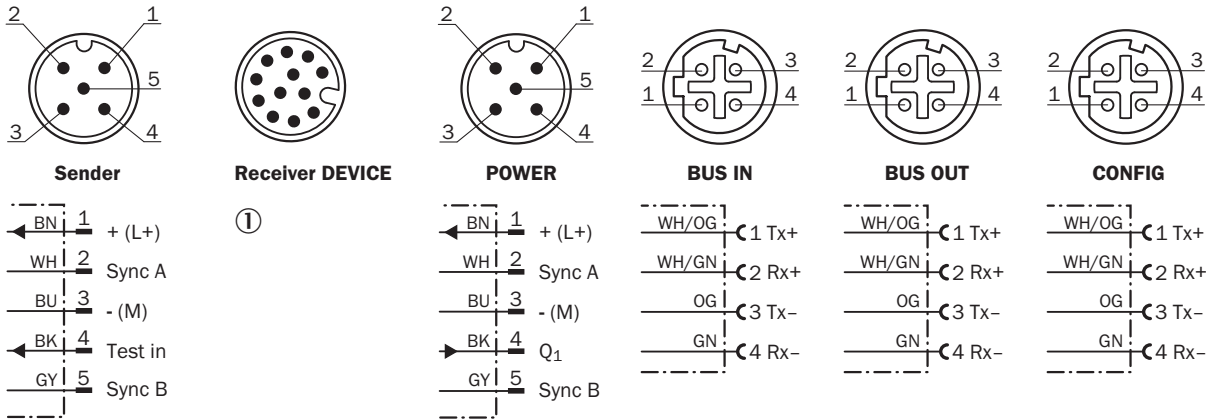 2 1
5
3 4
Sender
BN 1 + (L+)
WH 2 Sync A
BU 3 - (M)
BK 4 Test in
GY 5 Sync B
Receiver DEVICE
①
2 1
5
3 4
POWER
BN 1 + (L+)
WH 2 Sync A
BU 3 - (M)
BK 4 Q₁
GY 5 Sync B
2 3
1 4
BUS IN
WH/OG 1 Tx+
WH/GN 2 Rx+
OG 3 Tx–
GN 4 Rx–
2 3
1 4
BUS OUT
WH/OG 1 Tx+
WH/GN 2 Rx+
OG 3 Tx–
GN 4 Rx–
2 3
1 4
CONFIG
WH/OG 1 Tx+
WH/GN 2 Rx+
OG 3 Tx–
GN 4 Rx–